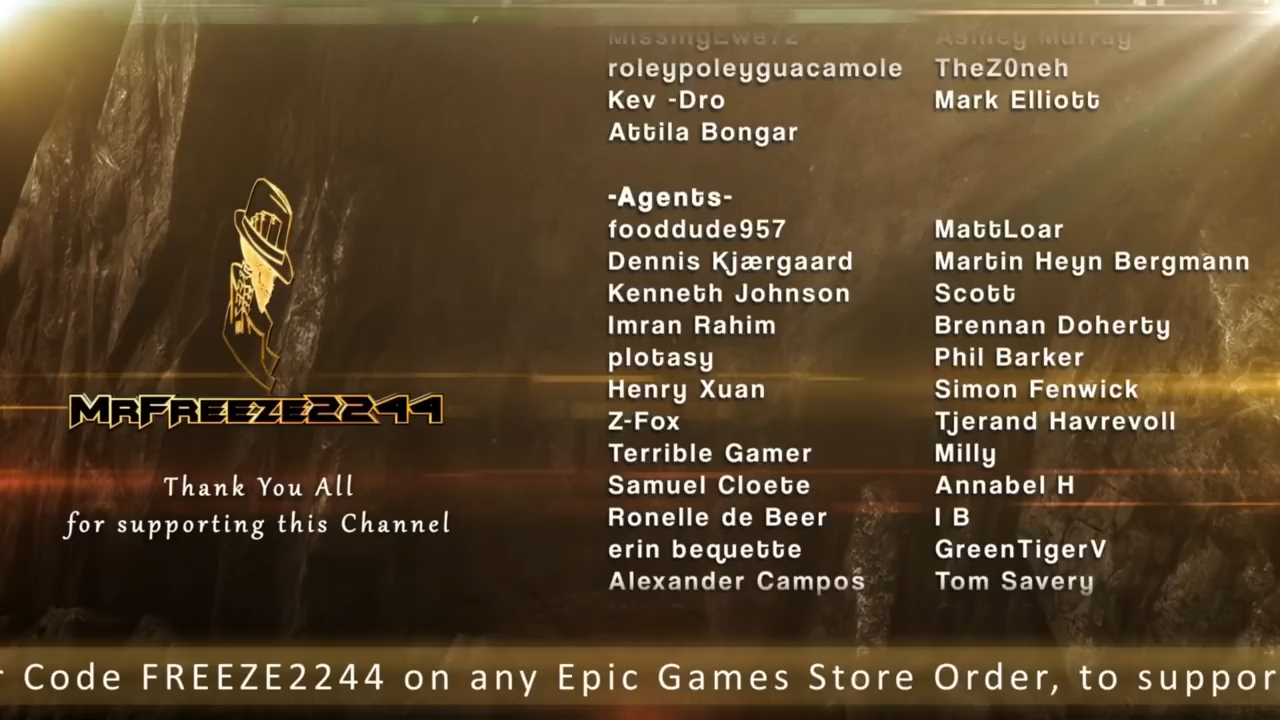 MissingEwe72
Ashley Murray
roleypoleyguacamole
TheZ0neh
Kev -Dro
Mark Elliott
Attila Bongar
-Agents-
fooddude957
MattLoar
Dennis Kjærgaard
Martin Heyn Bergmann
Kenneth Johnson
Scott
Imran Rahim
Brennan Doherty
plotasy
Phil Barker
Henry Xuan
Simon Fenwick
Z-Fox
Tjerand Havrevoll
Terrible Gamer
Milly
Samuel Cloete
Annabel H
Ronelle de Beer
I B
erin bequette
GreenTigerV
Alexander Campos
Tom Savery
MrFreeze2244
Thank You All
for supporting this Channel
Code FREEZE2244 on any Epic Games Store Order, to suppor